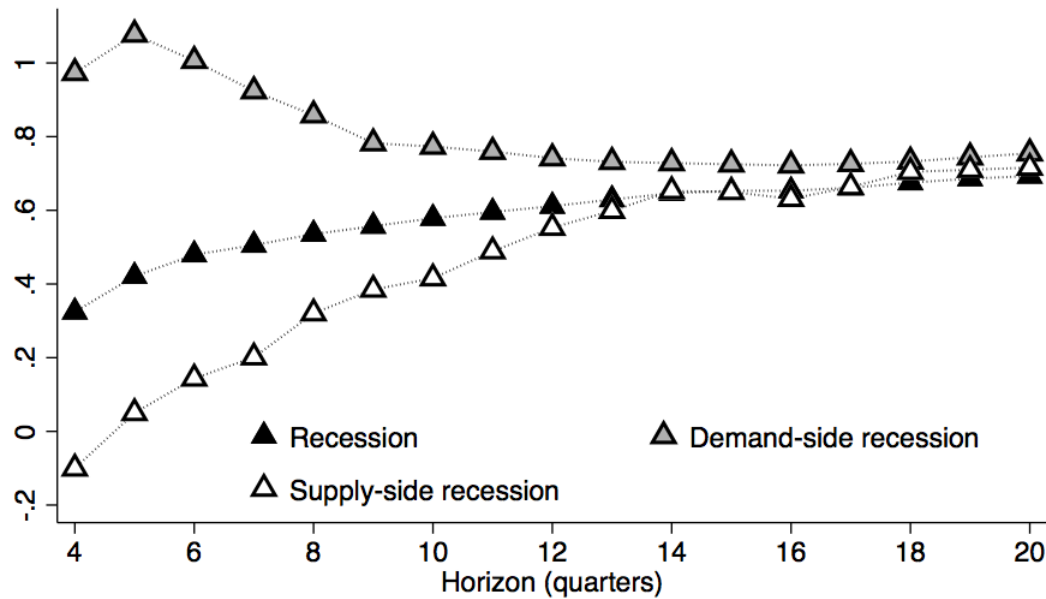 1
.8
.6
.4
.2
0
-.2
Recession
Demand-side recession
Supply-side recession
4 6 8 10 12 14 16 18 20
Horizon (quarters)